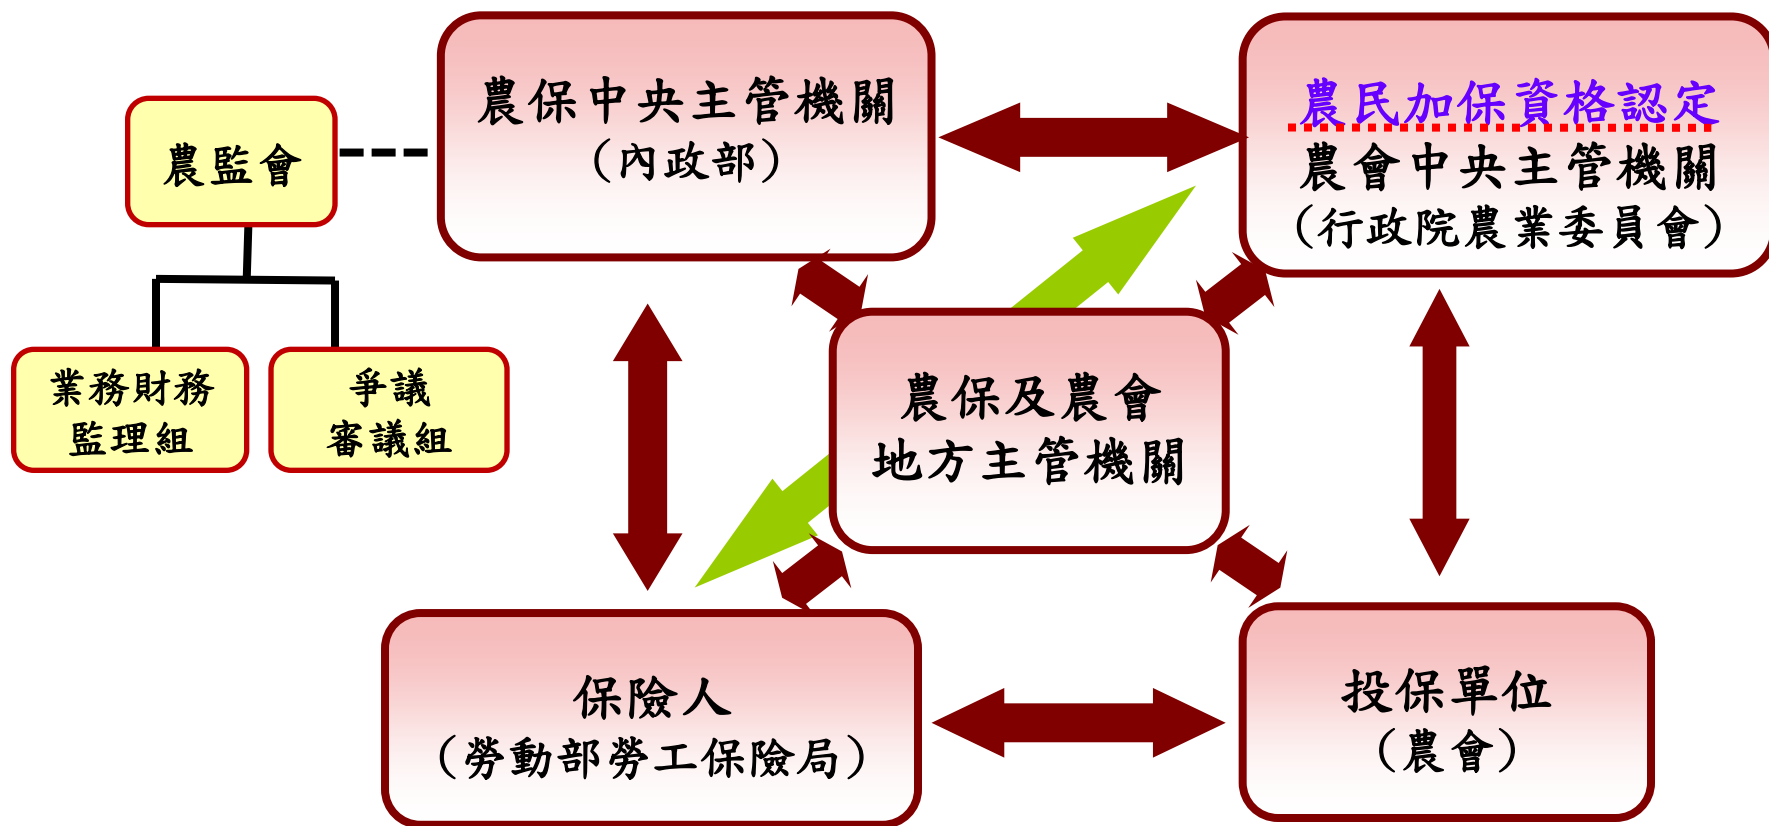 農監會
業務財務
監理組
爭議
審議組
農保中央主管機關
（內政部）
農民加保資格認定
農會中央主管機關
（行政院農業委員會）
農保及農會
地方主管機關
保險人
（勞動部勞工保險局）
投保單位
（農會）